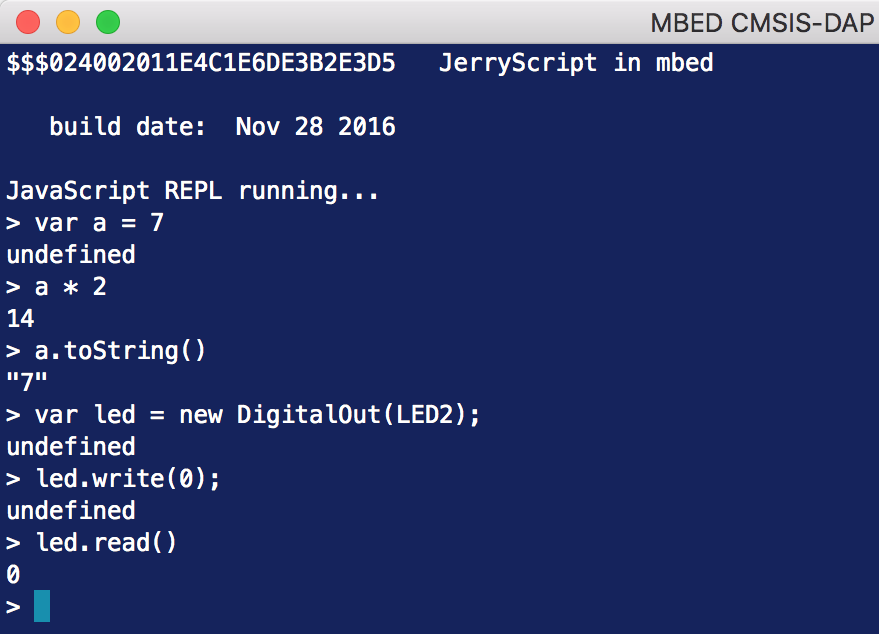 MBED CMSIS-DAP
$$$024002011E4C1E6DE3B2E3D5   JerryScript in mbed
   build date:  Nov 28 2016
JavaScript REPL running...
> var a = 7
undefined
> a * 2
14
> a.toString()
"7"
> var led = new DigitalOut(LED2);
undefined
> led.write(0);
undefined
> led.read()
0
>